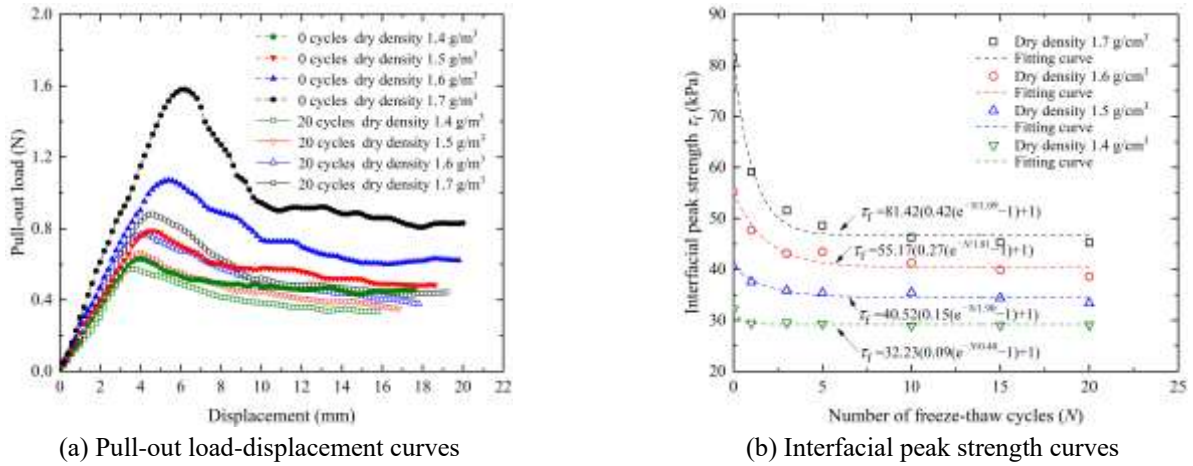 Pull-out load (N)
2.0
1.6
1.2
0.8
0.4
0.0
0 cycles dry density 1.4 g/m³
0 cycles dry density 1.5 g/m³
0 cycles dry density 1.6 g/m³
0 cycles dry density 1.7 g/m³
20 cycles dry density 1.4 g/m³
20 cycles dry density 1.5 g/m³
20 cycles dry density 1.6 g/m³
20 cycles dry density 1.7 g/m³
0 2 4 6 8 10 12 14 16 18 20 22
Displacement (mm)
(a) Pull-out load-displacement curves
Interfacial peak strength τf (kPa)
90
80
70
60
50
40
30
20
Dry density 1.7 g/cm³
Fitting curve
Dry density 1.6 g/cm³
Fitting curve
Dry density 1.5 g/cm³
Fitting curve
Dry density 1.4 g/cm³
Fitting curve
τf =81.42(0.42(e⁻ᴺ/1.09−1)+1)
τf =55.17(0.27(e⁻ᴺ/1.81−1)+1)
τf =40.52(0.15(e⁻ᴺ/1.90−1)+1)
τf =32.23(0.09(e⁻ᴺ/0.48−1)+1)
0 5 10 15 20 25
Number of freeze-thaw cycles (N)
(b) Interfacial peak strength curves